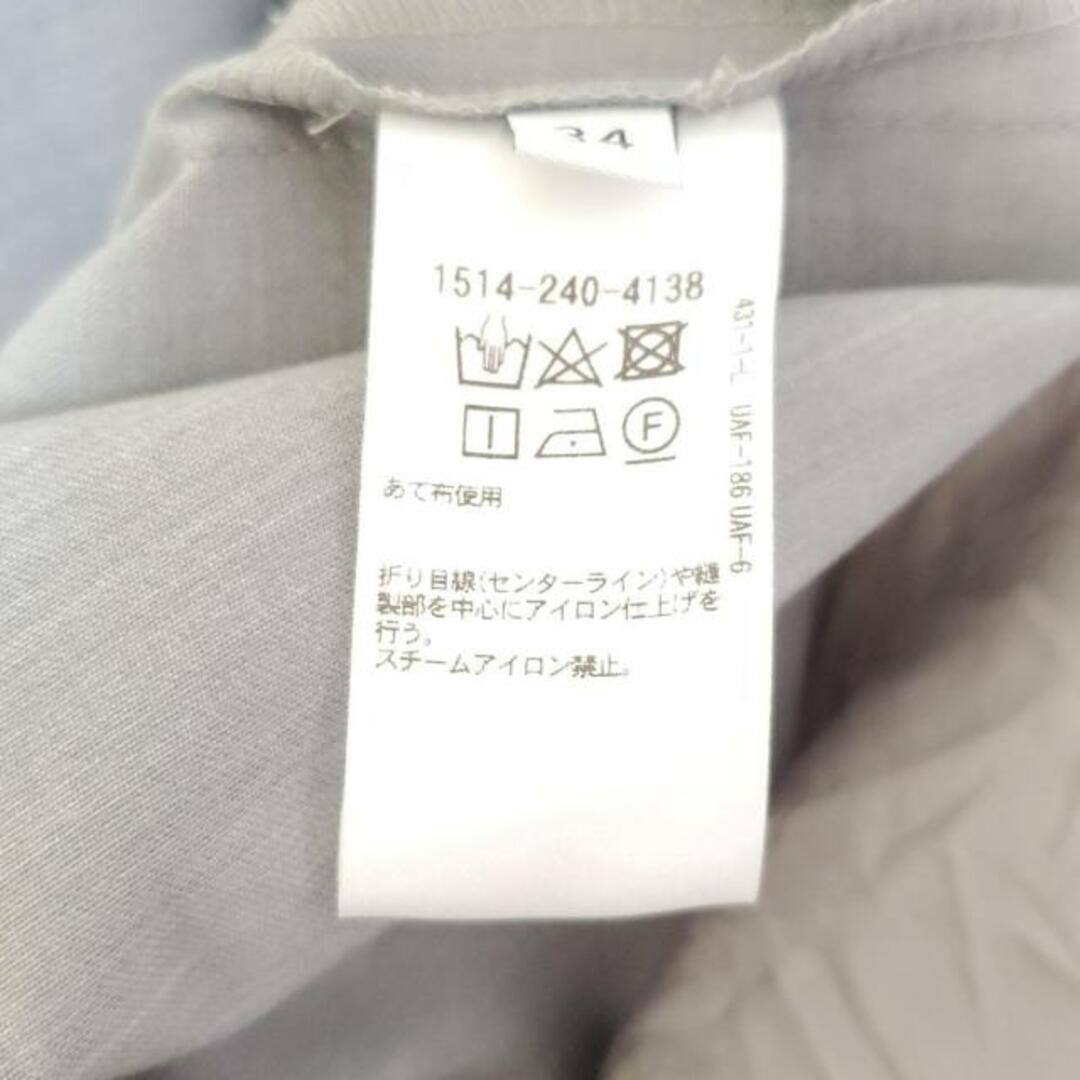 34
1514-240-4138
F
あて布使用
折り目線(センターライン)や縫
製部を中心にアイロン仕上げを
行う。
スチームアイロン禁止。
UAF-186 UAF-6